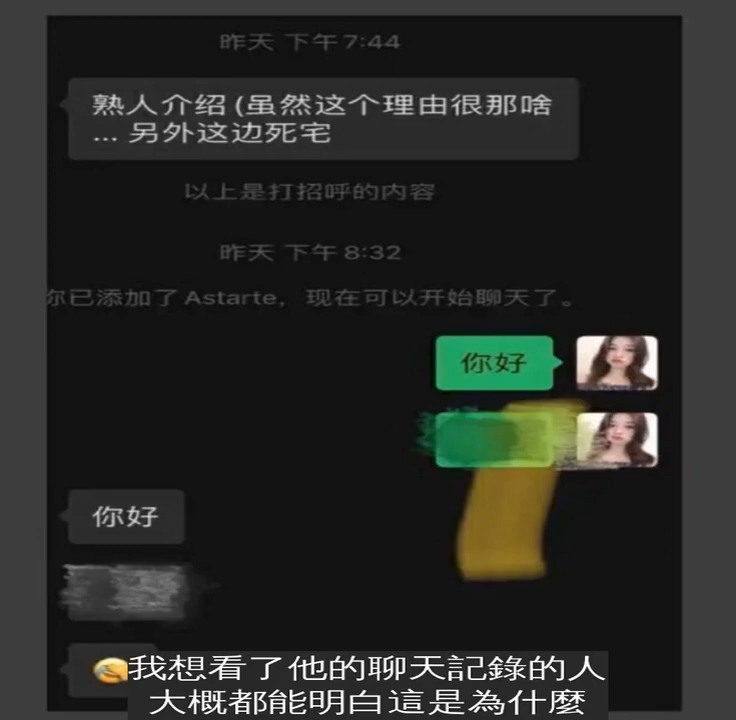 昨天 下午7:44
熟人介绍 (虽然这个理由很那啥
... 另外这边死宅
以上是打招呼的内容
昨天 下午8:32
你已添加了Astarte，现在可以开始聊天了。
你好
你好
我想看了他的聊天記錄的人
大概都能明白這是為什麼